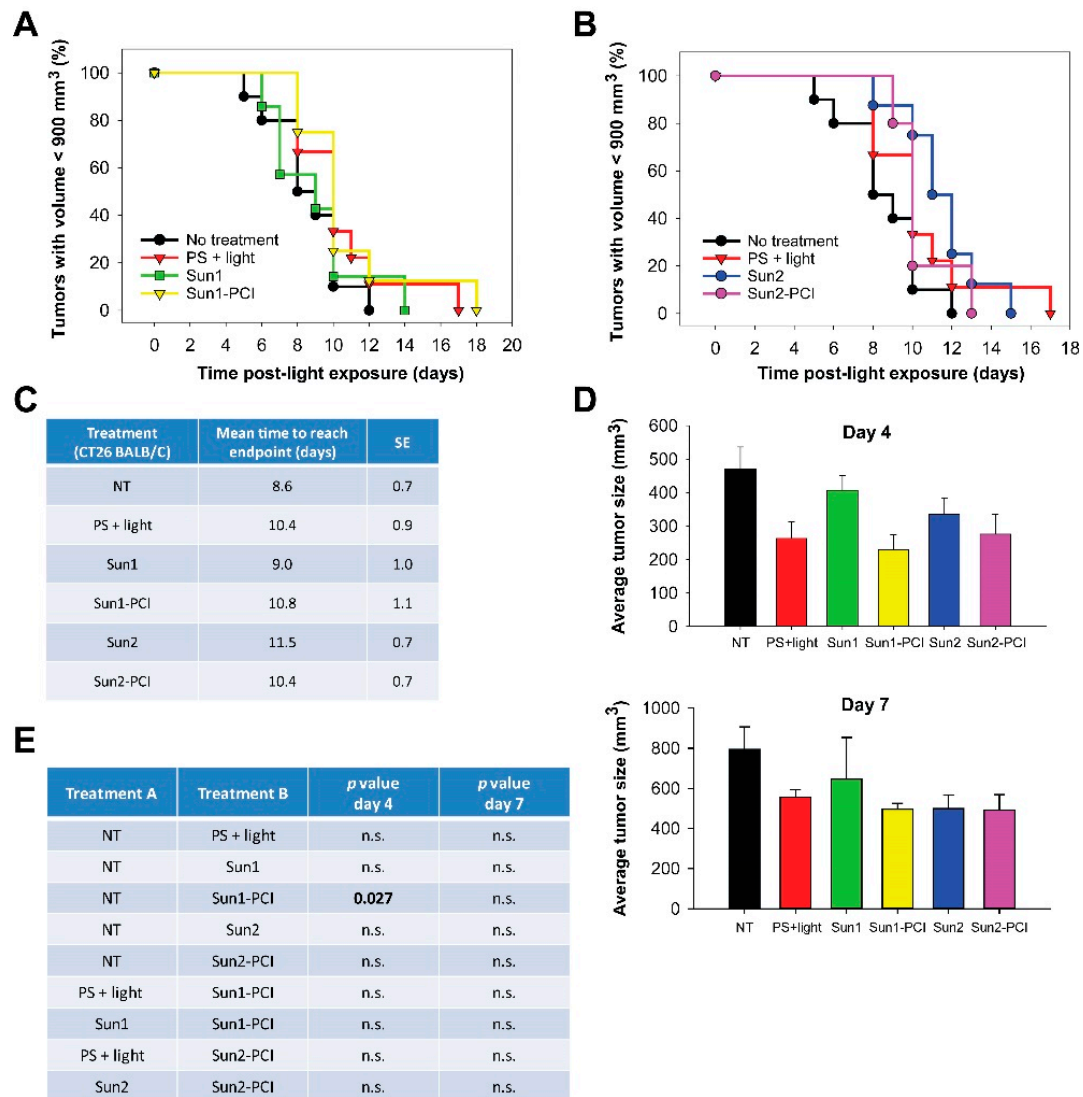 A
Tumors with volume < 900 mm³ (%)
100
80
60
40
20
0
No treatment
PS + light
Sun1
Sun1-PCI
0 2 4 6 8 10 12 14 16 18 20
Time post-light exposure (days)
B
Tumors with volume < 900 mm³ (%)
100
80
60
40
20
0
No treatment
PS + light
Sun2
Sun2-PCI
0 2 4 6 8 10 12 14 16 18
Time post-light exposure (days)
C
Treatment (CT26 BALB/C) Mean time to reach endpoint (days) SE
NT 8.6 0.7
PS + light 10.4 0.9
Sun1 9.0 1.0
Sun1-PCI 10.8 1.1
Sun2 11.5 0.7
Sun2-PCI 10.4 0.7
D
Day 4
Average tumor size (mm³)
600
500
400
300
200
100
0
NT PS+light Sun1 Sun1-PCI Sun2 Sun2-PCI
Day 7
Average tumor size (mm³)
1000
800
600
400
200
0
NT PS+light Sun1 Sun1-PCI Sun2 Sun2-PCI
E
Treatment A Treatment B p value day 4 p value day 7
NT PS + light n.s. n.s.
NT Sun1 n.s. n.s.
NT Sun1-PCI 0.027 n.s.
NT Sun2 n.s. n.s.
NT Sun2-PCI n.s. n.s.
PS + light Sun1-PCI n.s. n.s.
Sun1 Sun1-PCI n.s. n.s.
PS + light Sun2-PCI n.s. n.s.
Sun2 Sun2-PCI n.s. n.s.